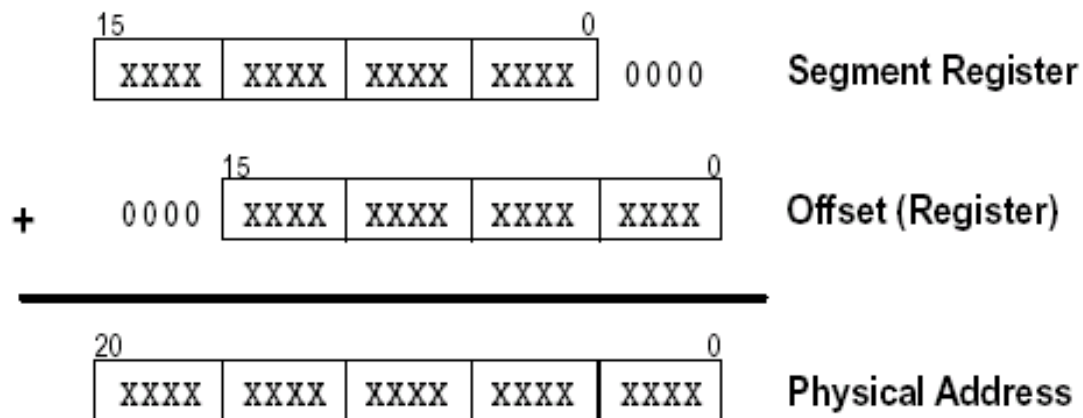 15 0
XXXX XXXX XXXX XXXX 0000 Segment Register
15 0
+ 0000 XXXX XXXX XXXX XXXX Offset (Register)
20 0
XXXX XXXX XXXX XXXX XXXX Physical Address